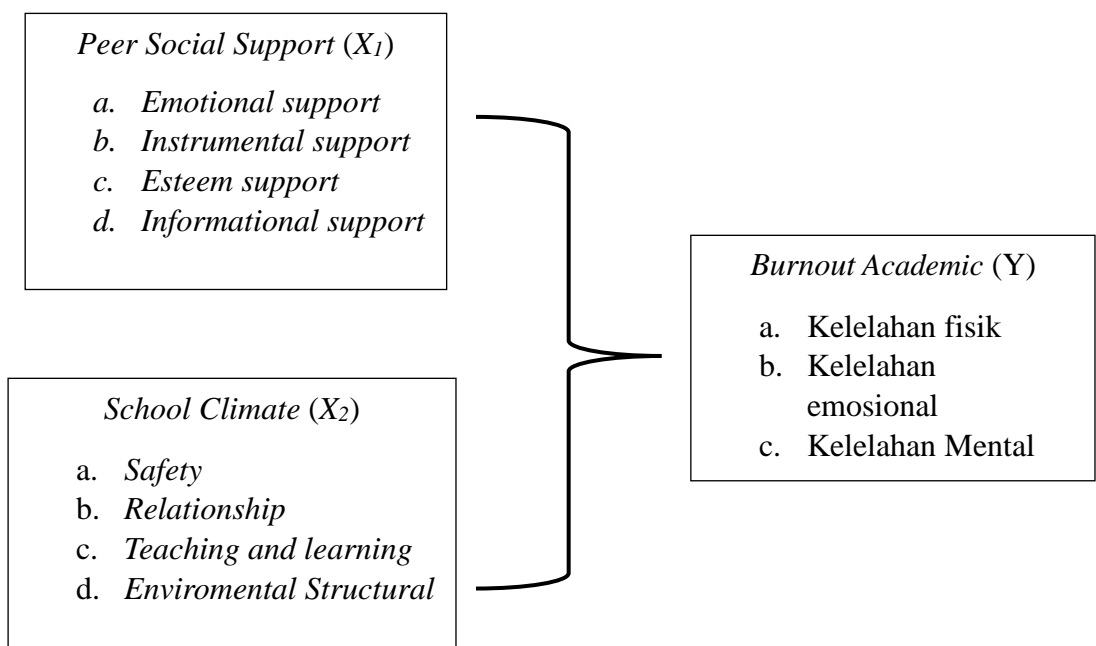 Peer Social Support (X1)
a. Emotional support
b. Instrumental support
c. Esteem support
d. Informational support
Burnout Academic (Y)
a. Kelelahan fisik
b. Kelelahan
emosional
c. Kelelahan Mental
School Climate (X2)
a. Safety
b. Relationship
c. Teaching and learning
d. Enviromental Structural